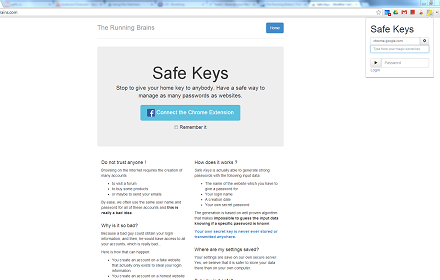 rains.com
The Running Brains
Home
Safe Keys
Stop to give your home key to anybody. Have a safe way to
manage as many passwords as websites.
Connect the Chrome Extension
Remember it
Do not trust anyone !
Browsing on the internet requires the creation of
many accounts:
to visit a forum
to buy some products
or maybe to send your emails
By cause, we often use the same user name and
password for all of these accounts and this is
really a bad idea
Why is it so bad?
Because a bad guy could obtain your login
information, and then, he would have access to all
your accounts, which is really bad!
Here is how that can happen:
You create an account on a fake website
that actually only exists to steal your login
information
You create an account on a hacked website
How does it works ?
Safe Keys is actually able to generate strong
passwords with the following input data:
The name of the website which you have to
give a password for
Your login name
A creation date
Your own secret password
The generation is based on well proven algorithm
that makes impossible to guess the input data
knowing if a strong password.
Your own secret key is never ever stored or
transmitted anywhere.
Where are my settings saved?
Your settings are save on our own secure server
Yes, we believe that it is safer to store your data
there than on your own computer
Safe Keys
chrome.google.com
Password
Login